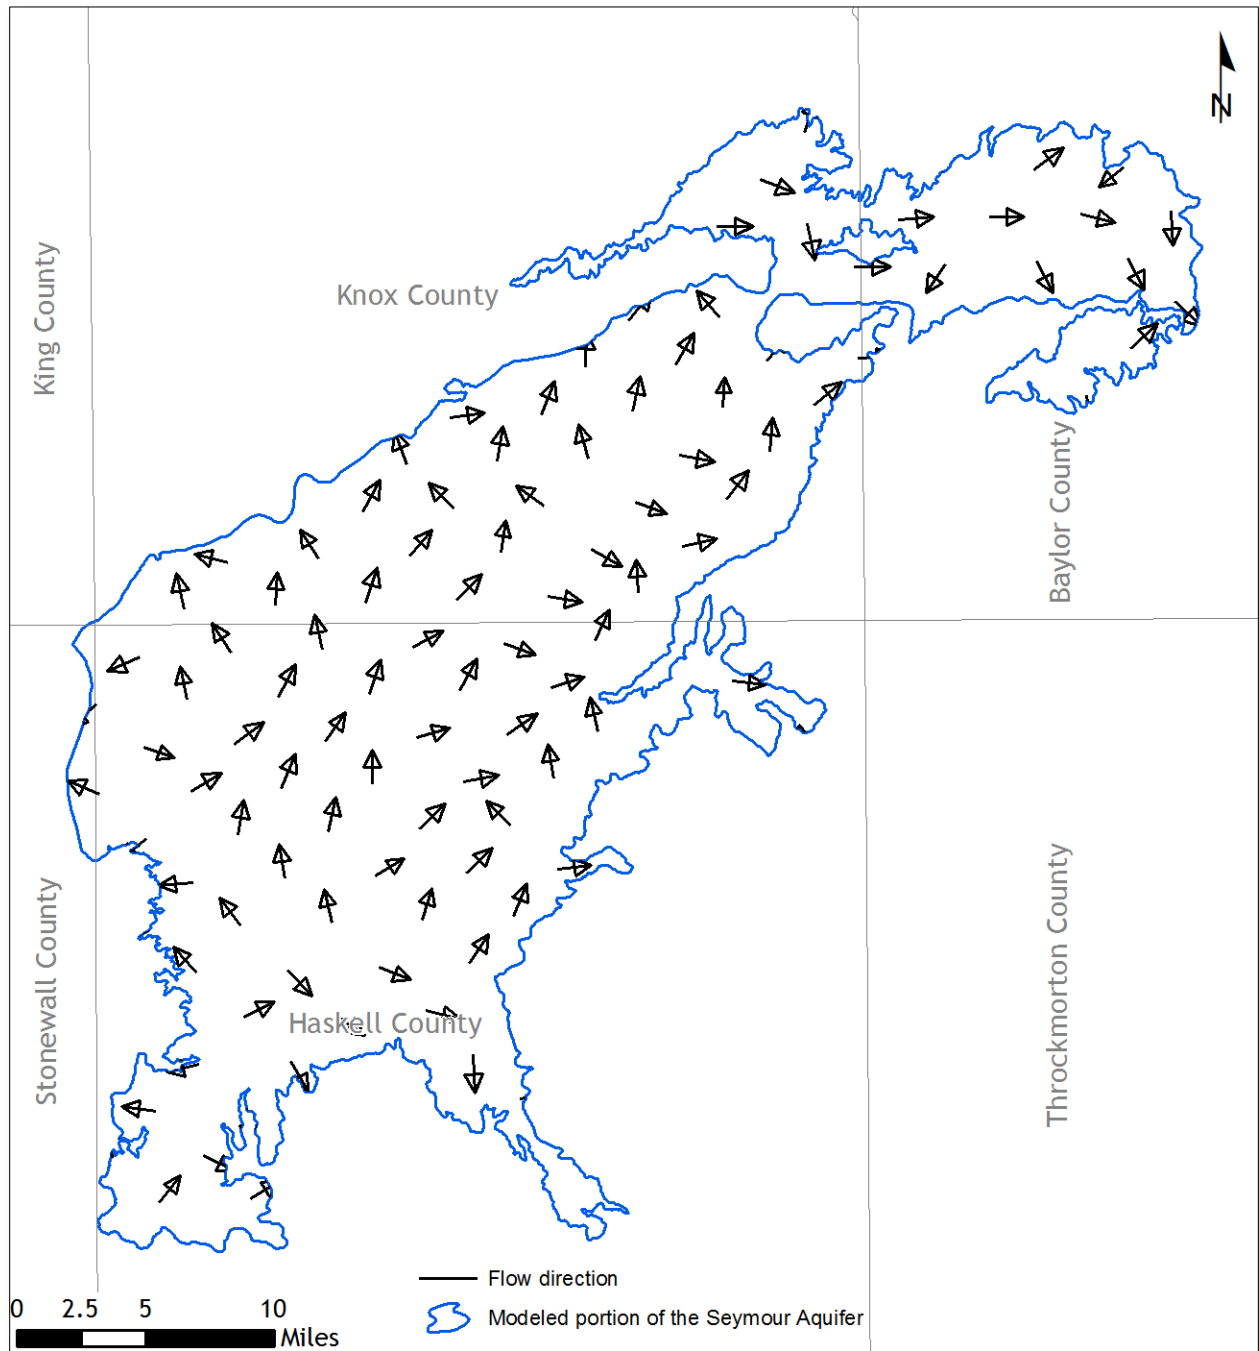 N
King County
Knox County
Baylor County
Stonewall County
Haskell County
Throckmorton County
Flow direction
0 2.5 5 10
Modeled portion of the Seymour Aquifer
Miles